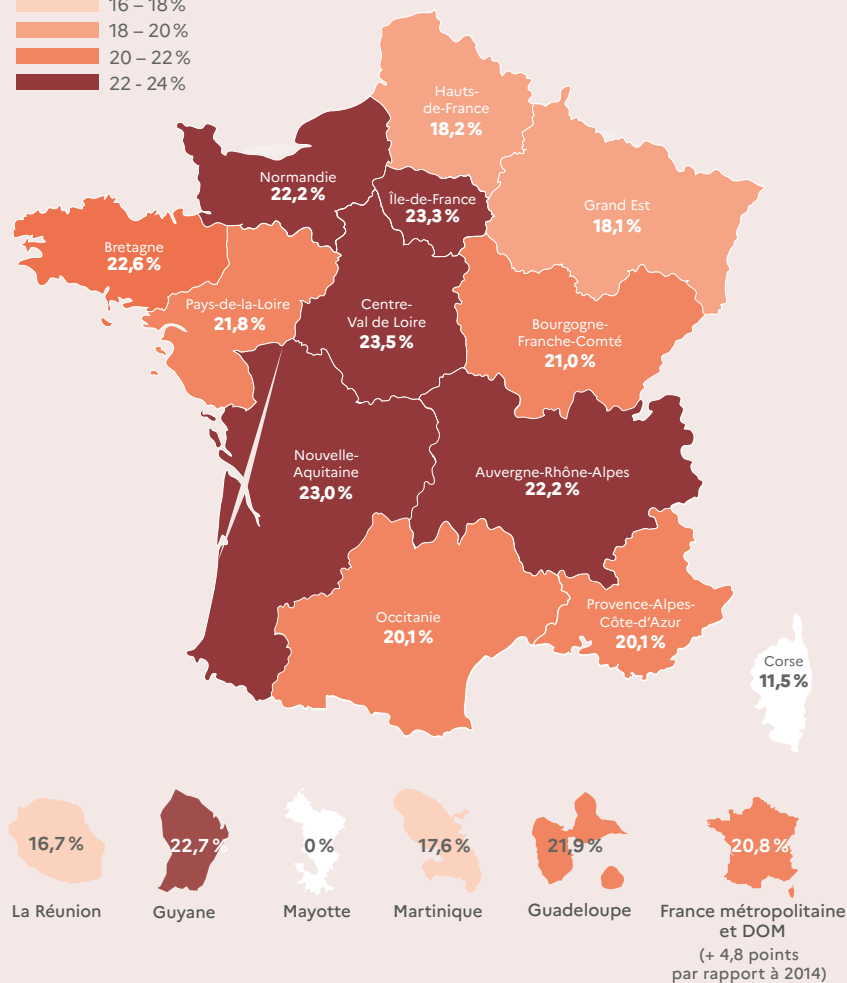 16 – 18 %
18 – 20 %
20 – 22 %
22 - 24 %
Hauts-
de-France
18,2 %
Normandie
22,2 %
Île-de-France
23,3 %
Grand Est
18,1 %
Bretagne
22,6 %
Pays-de-la-Loire
21,8 %
Centre-
Val de Loire
23,5 %
Bourgogne-
Franche-Comté
21,0 %
Nouvelle-
Aquitaine
23,0 %
Auvergne-Rhône-Alpes
22,2 %
Occitanie
20,1 %
Provence-Alpes-
Côte-d’Azur
20,1 %
Corse
11,5 %
16,7 %
22,7 %
0 %
17,6 %
21,9 %
20,8 %
La Réunion
Guyane
Mayotte
Martinique
Guadeloupe
France métropolitaine
et DOM
(+ 4,8 points
par rapport à 2014)